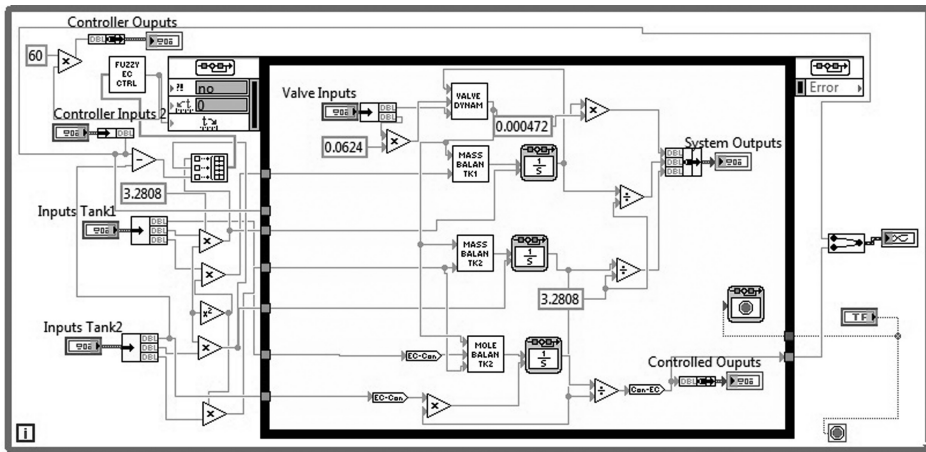 Controller Ouputs
60
×
DBL
FUZZY
EC
CTRL
?!
no
0
Error
Controller Inputs 2
DBL
−
3.2808
Inputs Tank1
DBL
DBL
DBL
×
×
x²
×
Inputs Tank2
DBL
DBL
DBL
×
i
Valve Inputs
DBL
DBL
0.0624
×
VALVE
DYNAM
0.000472
×
MASS
BALAN
TK1
1
S
÷
System Outputs
DBL
DBL
DBL
MASS
BALAN
TK2
1
S
÷
3.2808
EC-Con
MOLE
BALAN
TK2
1
S
EC-Con
×
÷
Con-EC
Controlled Ouputs
DBL
TF